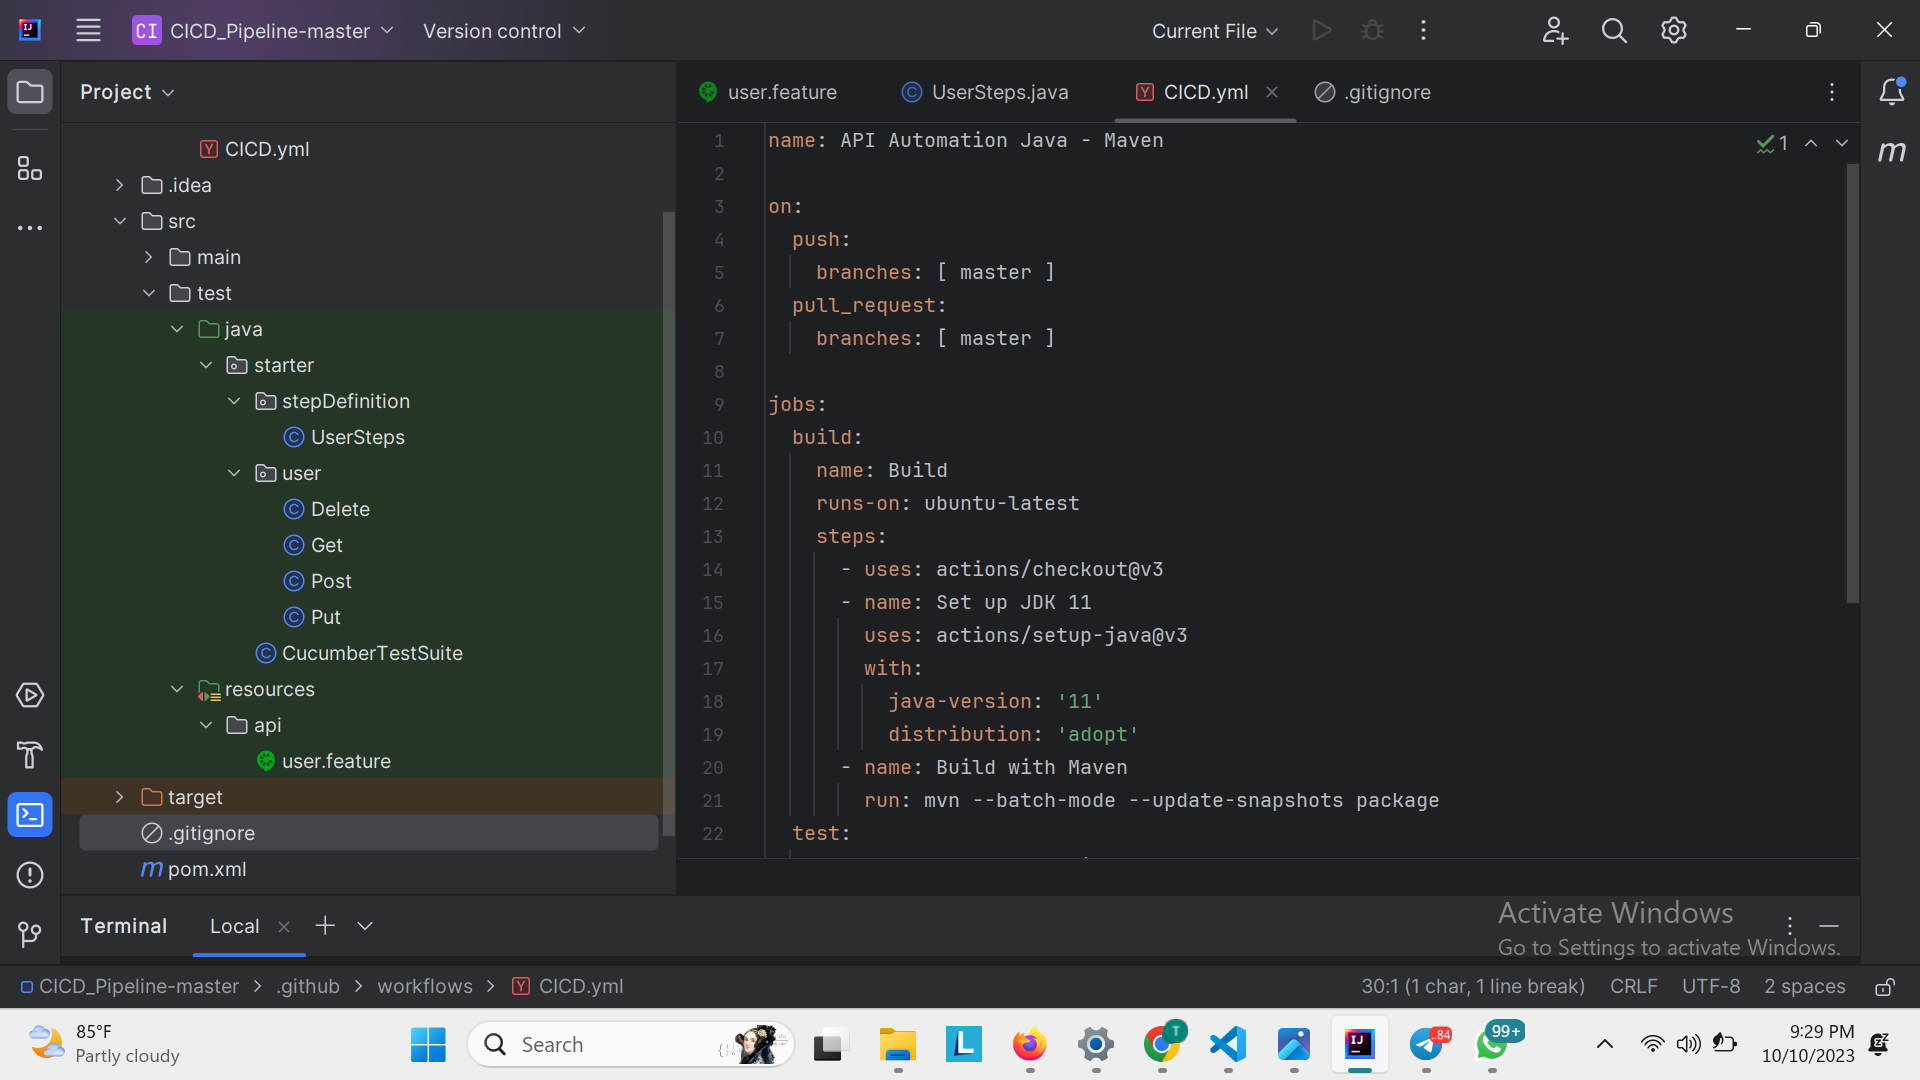 CI CICD_Pipeline-master Version control Current File
Project
CICD.yml
.idea
src
main
test
java
starter
stepDefinition
UserSteps
user
Delete
Get
Post
Put
CucumberTestSuite
resources
api
user.feature
target
.gitignore
pom.xml
user.feature UserSteps.java CICD.yml .gitignore
1 name: API Automation Java - Maven
2
3 on:
4 push:
5 branches: [ master ]
6 pull_request:
7 branches: [ master ]
8
9 jobs:
10 build:
11 name: Build
12 runs-on: ubuntu-latest
13 steps:
14 - uses: actions/checkout@v3
15 - name: Set up JDK 11
16 uses: actions/setup-java@v3
17 with:
18 java-version: '11'
19 distribution: 'adopt'
20 - name: Build with Maven
21 run: mvn --batch-mode --update-snapshots package
22 test:
1
Terminal Local
Activate Windows
Go to Settings to activate Windows.
CICD_Pipeline-master > .github > workflows > CICD.yml
30:1 (1 char, 1 line break) CRLF UTF-8 2 spaces
85°F
Partly cloudy
Search
T
84
99+
9:29 PM
10/10/2023